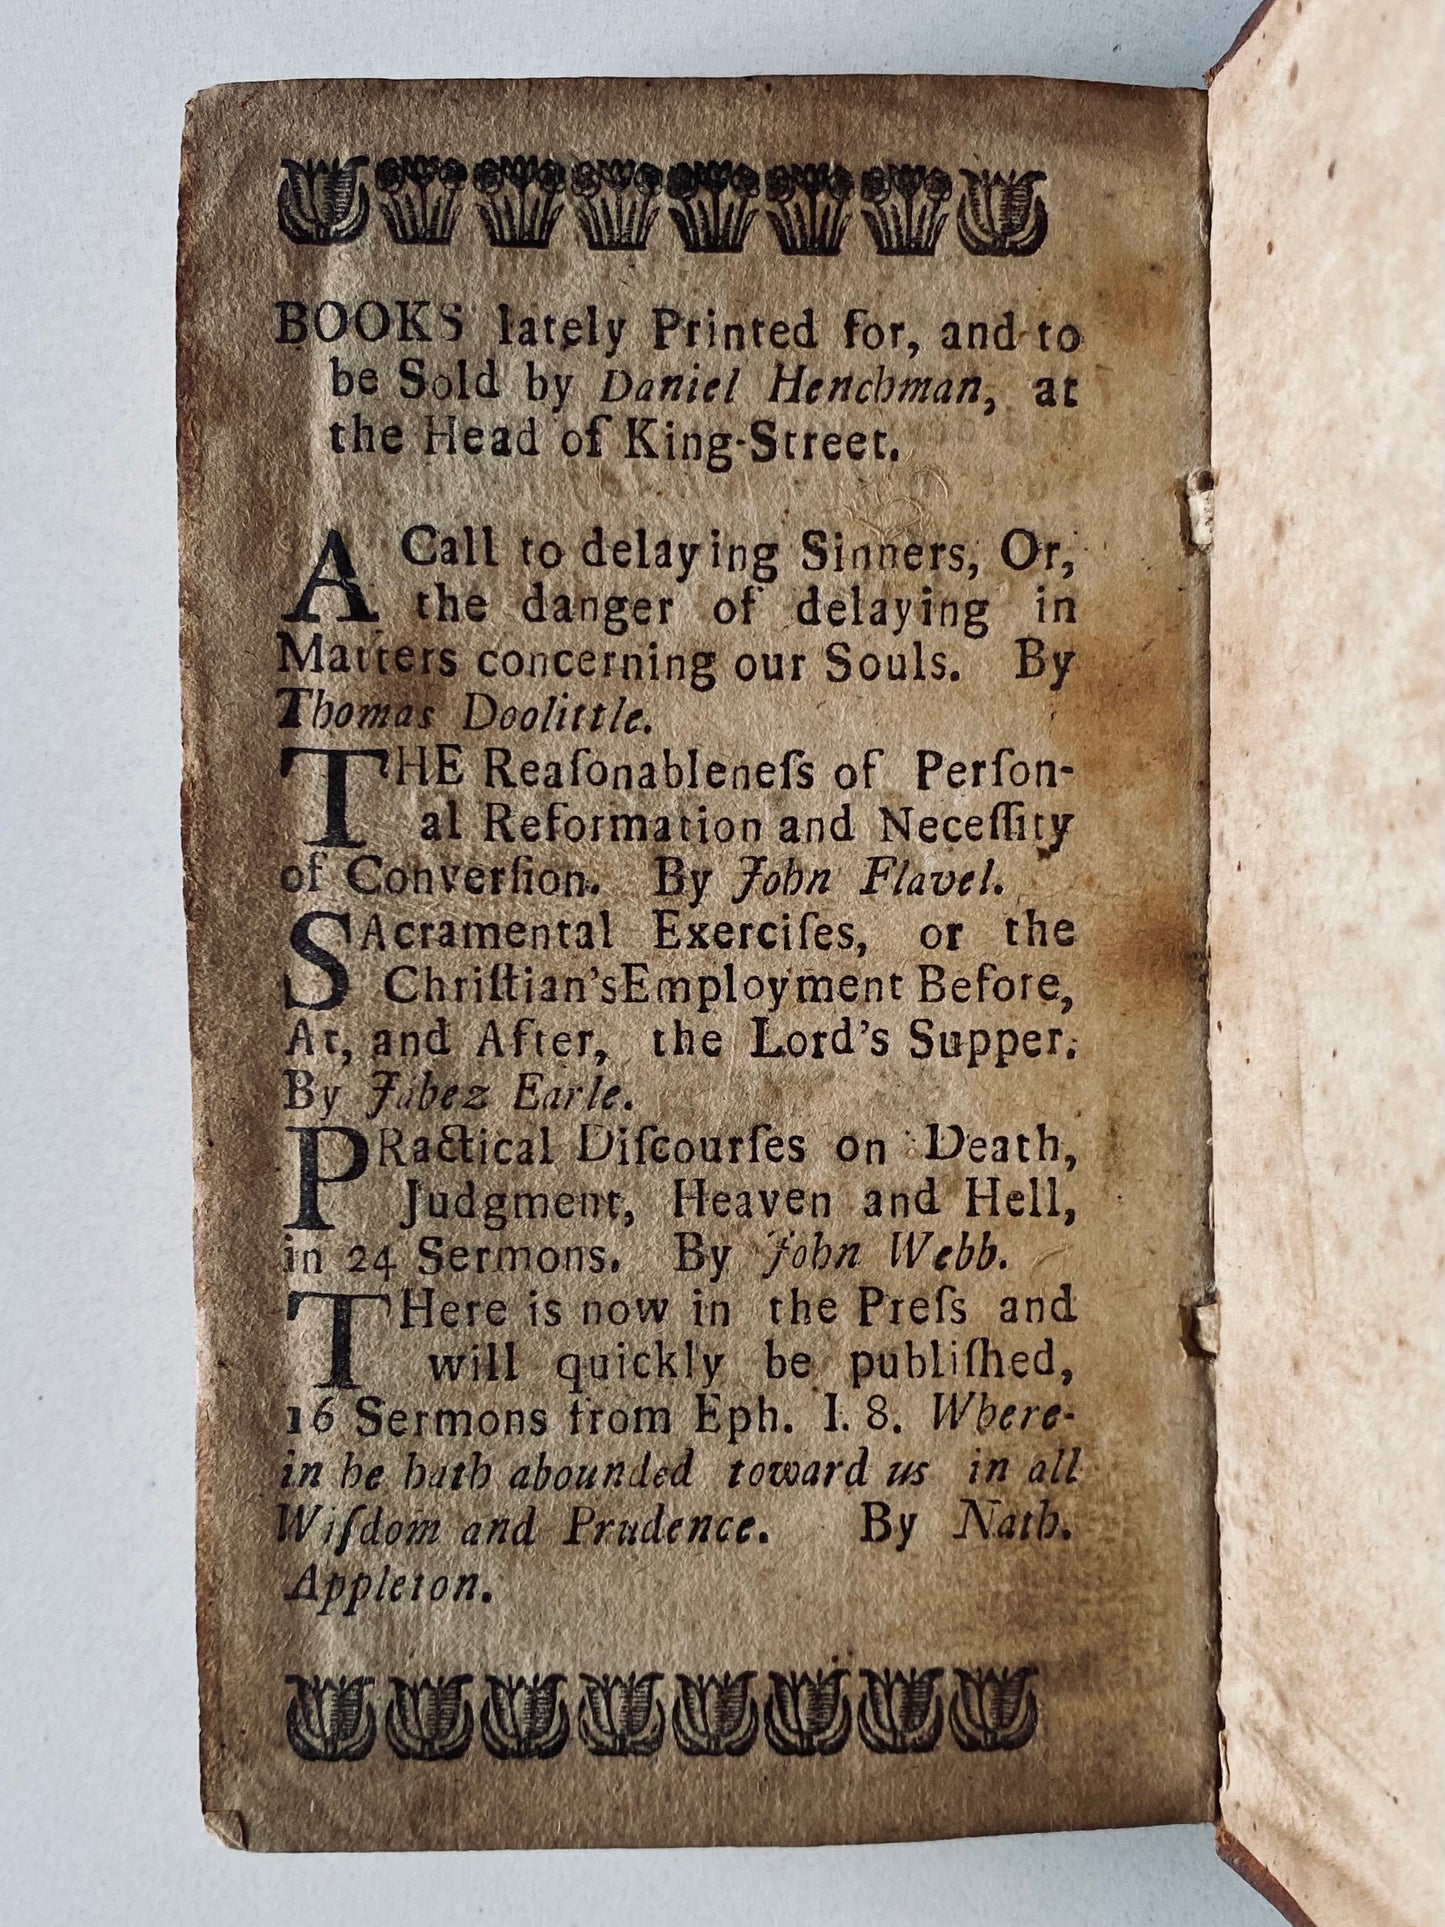 BOOKS lately Printed for, and to
be Sold by Daniel Henchman, at
the Head of King-Street.
A Call to delaying Sinners, Or,
the danger of delaying in
Matters concerning our Souls. By
Thomas Doolittle.
THE Reaſonableneſs of Perſon-
al Reformation and Neceſſity
of Converſion. By John Flavel.
SAcramental Exerciſes, or the
Chriſtian'sEmployment Before,
At, and After, the Lord's Supper.
By Jabez Earle.
PRactical Diſcourſes on Death,
Judgment, Heaven and Hell,
in 24 Sermons. By John Webb.
THere is now in the Preſs and
will quickly be publiſhed,
16 Sermons from Eph. I. 8. Where-
in he hath abounded toward us in all
Wiſdom and Prudence. By Nath.
Appleton.